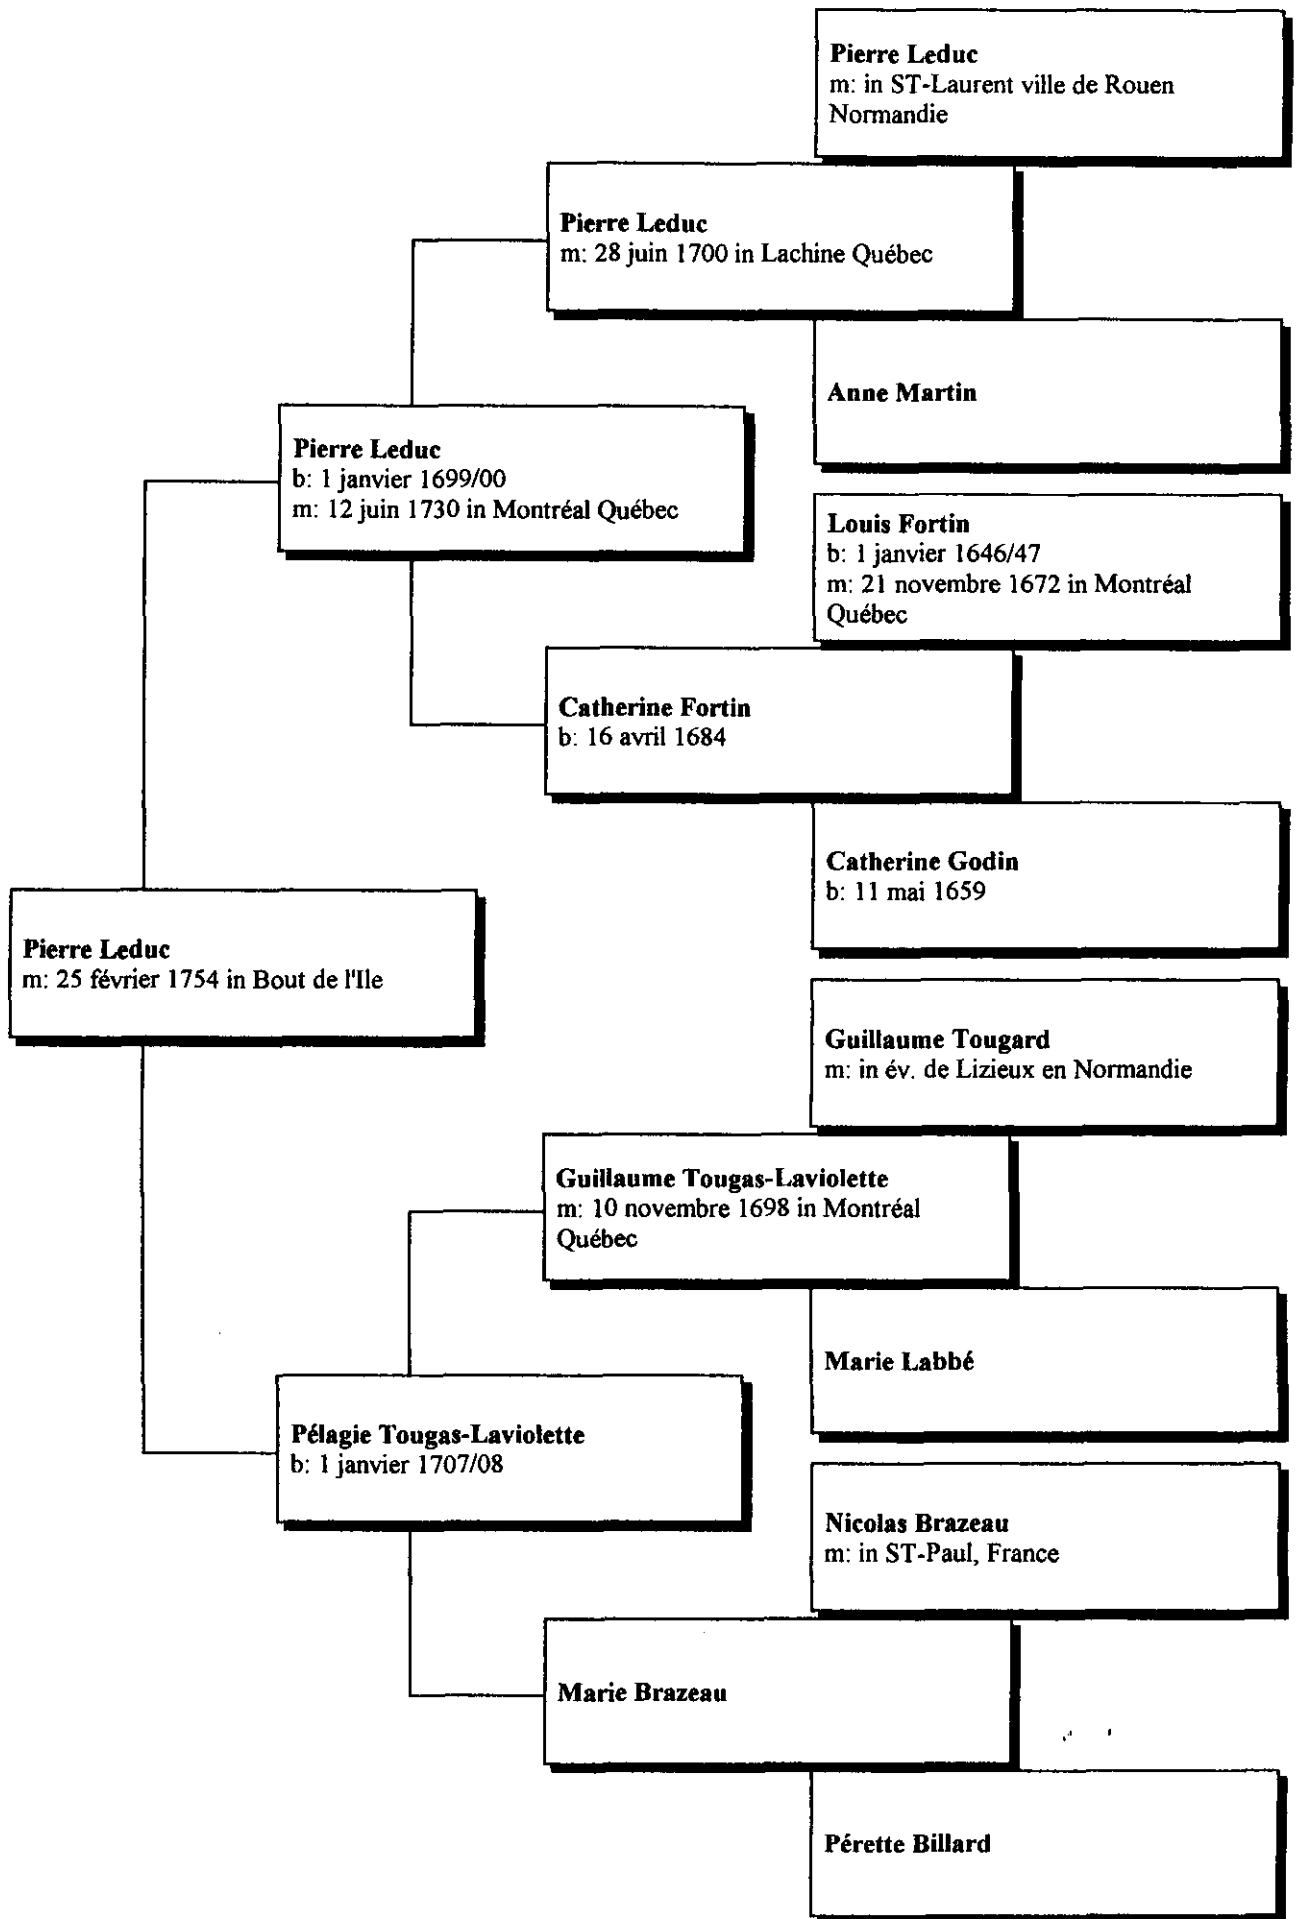 Pierre Leduc
m: in ST-Laurent ville de Rouen
Normandie
Pierre Leduc
m: 28 juin 1700 in Lachine Québec
Anne Martin
Pierre Leduc
b: 1 janvier 1699/00
m: 12 juin 1730 in Montréal Québec
Louis Fortin
b: 1 janvier 1646/47
m: 21 novembre 1672 in Montréal
Québec
Catherine Fortin
b: 16 avril 1684
Catherine Godin
b: 11 mai 1659
Pierre Leduc
m: 25 février 1754 in Bout de l'Ile
Guillaume Tougard
m: in év. de Lizieux en Normandie
Guillaume Tougas-Laviolette
m: 10 novembre 1698 in Montréal
Québec
Marie Labbé
Pélagie Tougas-Laviolette
b: 1 janvier 1707/08
Nicolas Brazeau
m: in ST-Paul, France
Marie Brazeau
Pérette Billard